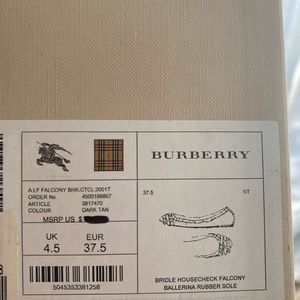 BURBERRY
A:I.F FALCONY BHK:CTCL:2001T
ORDER No 4500198867
ARTICLE 3817470
COLOUR DARK TAN
MSRP US $
UK EUR
4.5 37.5
5045353381258
37.5 1/T
BRIDLE HOUSECHECK FALCONY
BALLERINA RUBBER SOLE